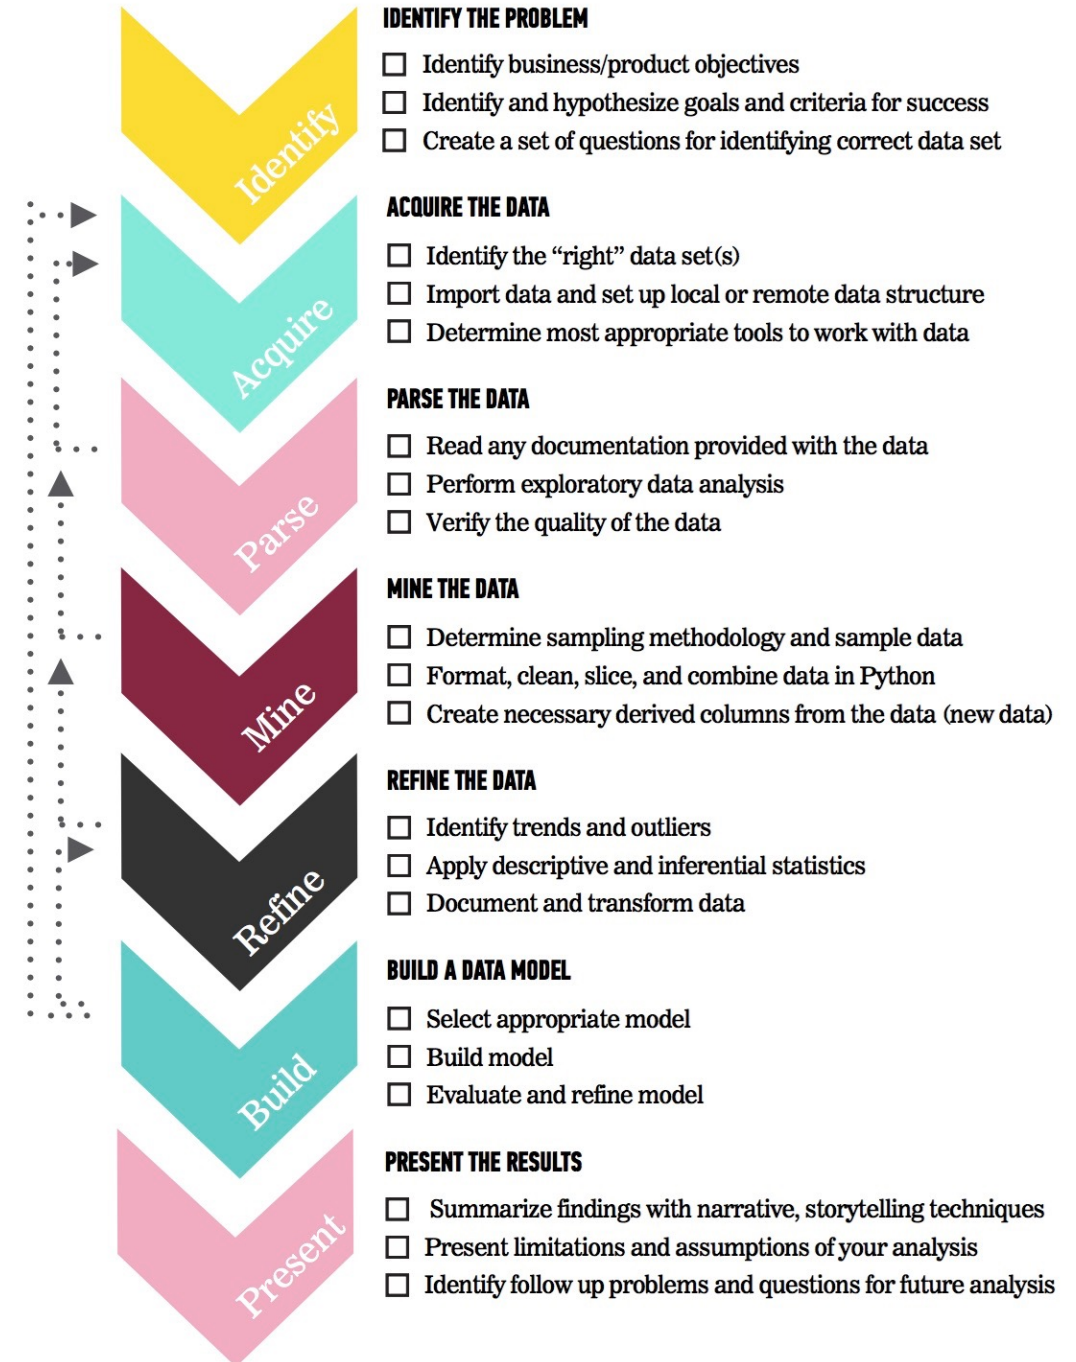 IDENTIFY THE PROBLEM
Identify business/product objectives
Identify and hypothesize goals and criteria for success
Create a set of questions for identifying correct data set
Identify
ACQUIRE THE DATA
Identify the “right” data set(s)
Import data and set up local or remote data structure
Determine most appropriate tools to work with data
Acquire
PARSE THE DATA
Read any documentation provided with the data
Perform exploratory data analysis
Verify the quality of the data
Parse
MINE THE DATA
Determine sampling methodology and sample data
Format, clean, slice, and combine data in Python
Create necessary derived columns from the data (new data)
Mine
REFINE THE DATA
Identify trends and outliers
Apply descriptive and inferential statistics
Document and transform data
Refine
BUILD A DATA MODEL
Select appropriate model
Build model
Evaluate and refine model
Build
PRESENT THE RESULTS
Summarize findings with narrative, storytelling techniques
Present limitations and assumptions of your analysis
Identify follow up problems and questions for future analysis
Present